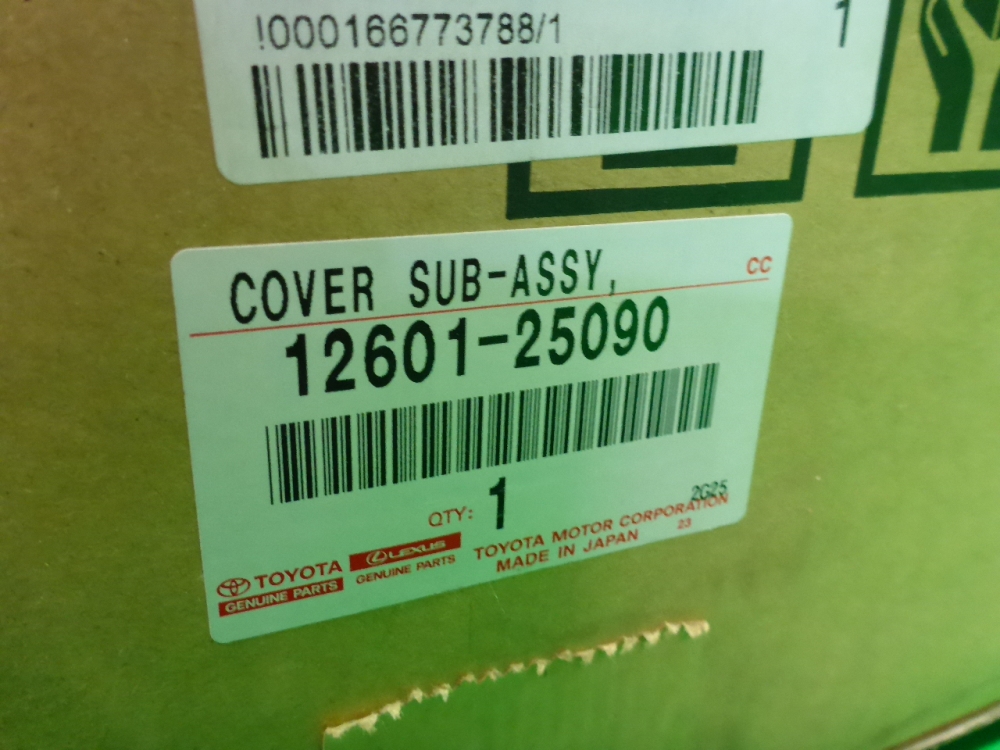 !000166773788/1
1
COVER SUB-ASSY,
CC
12601-25090
QTY: 1
2G25
TOYOTA
GENUINE PARTS
LEXUS
GENUINE PARTS
TOYOTA MOTOR CORPORATION
23
MADE IN JAPAN